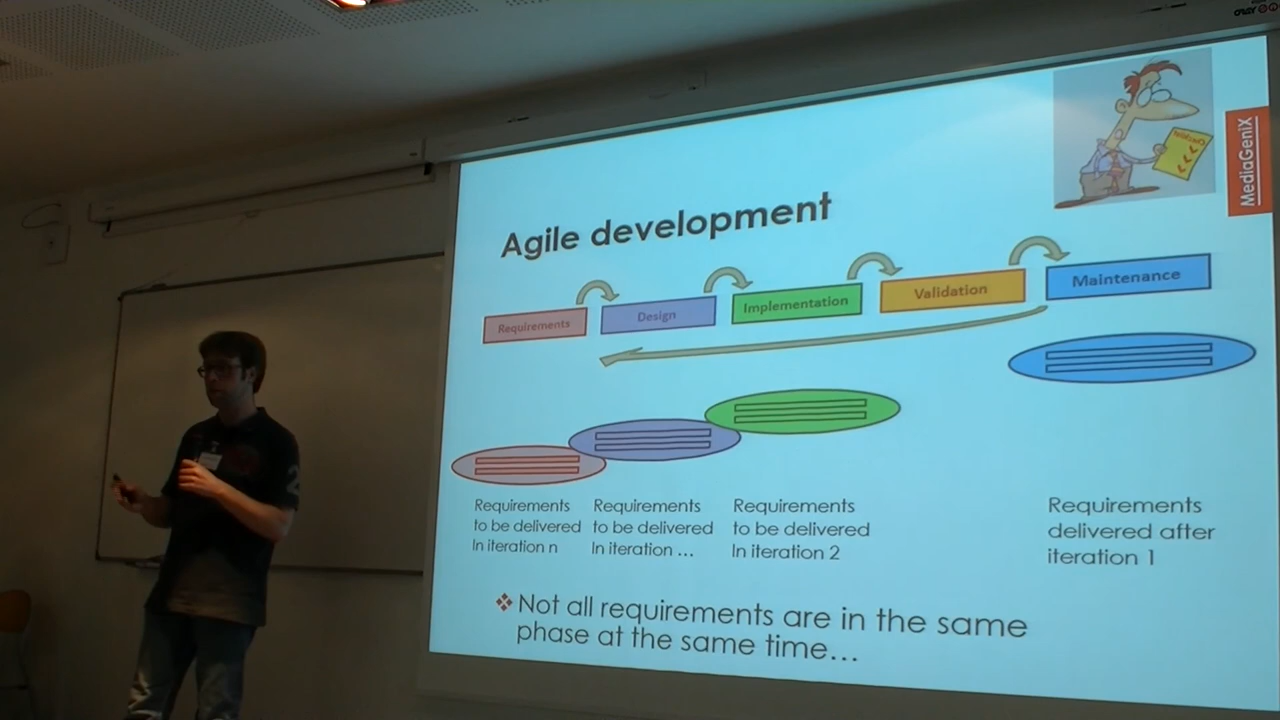 MediaGeniX
Agile development
Requirements
Design
Implementation
Validation
Maintenance
Requirements
to be delivered
In iteration n
Requirements
to be delivered
In iteration ...
Requirements
to be delivered
In iteration 2
Requirements
delivered after
iteration 1
❖ Not all requirements are in the same
phase at the same time...
2